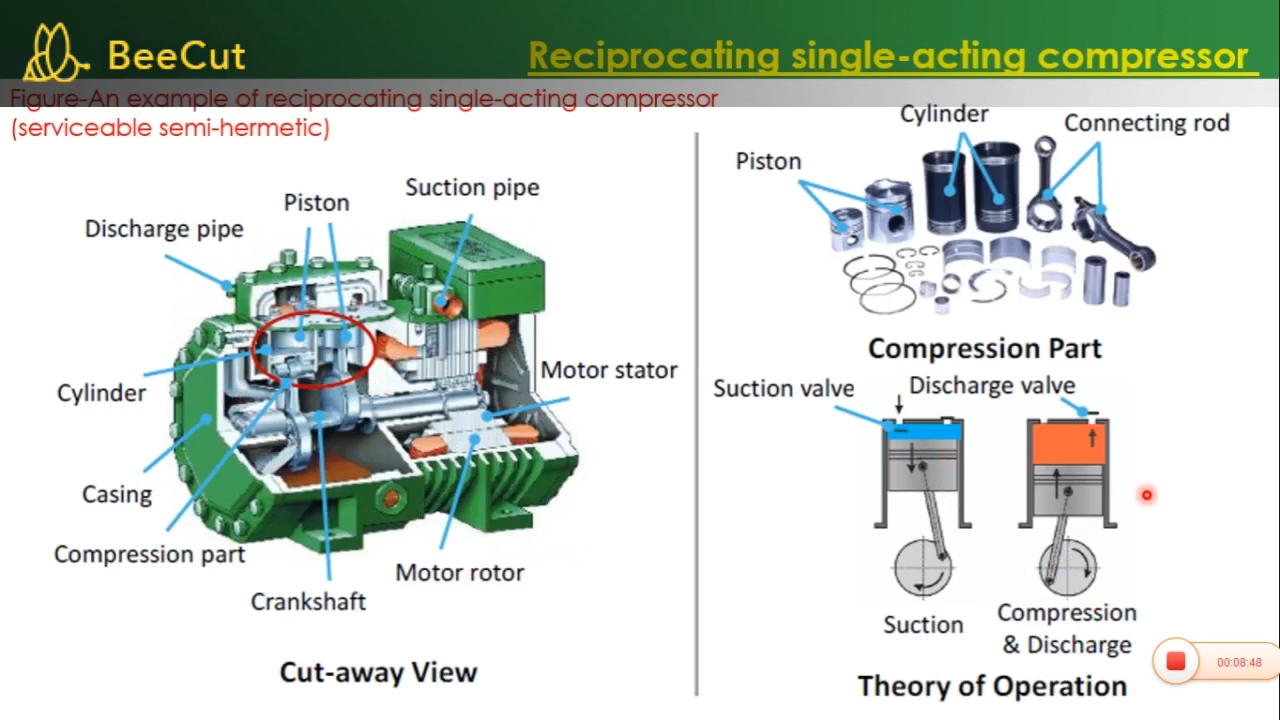 BeeCut
Reciprocating single-acting compressor
Figure-An example of reciprocating single-acting compressor
(serviceable semi-hermetic)
Suction pipe
Piston
Discharge pipe
Cylinder
Motor stator
Casing
Compression part
Motor rotor
Crankshaft
Cut-away View
Cylinder
Connecting rod
Piston
Compression Part
Suction valve
Discharge valve
Suction
Compression
& Discharge
Theory of Operation
00:08:48